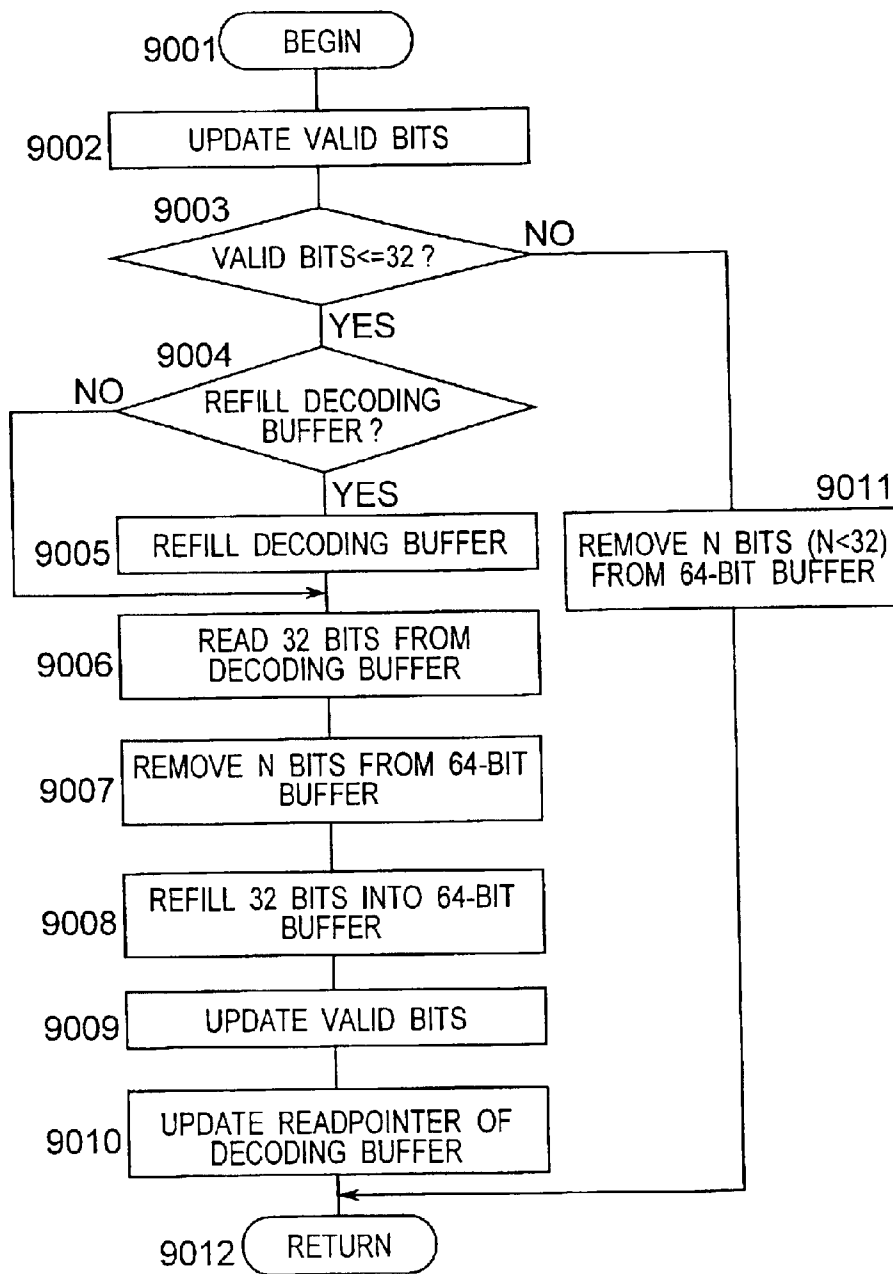 9001
BEGIN
9002
UPDATE VALID BITS
9003
VALID BITS<=32 ?
NO
YES
9004
NO
REFILL DECODING
BUFFER ?
YES
9005
REFILL DECODING BUFFER
9011
REMOVE N BITS (N<32)
FROM 64-BIT BUFFER
9006
READ 32 BITS FROM
DECODING BUFFER
9007
REMOVE N BITS FROM 64-BIT
BUFFER
9008
REFILL 32 BITS INTO 64-BIT
BUFFER
9009
UPDATE VALID BITS
9010
UPDATE READPOINTER OF
DECODING BUFFER
9012
RETURN